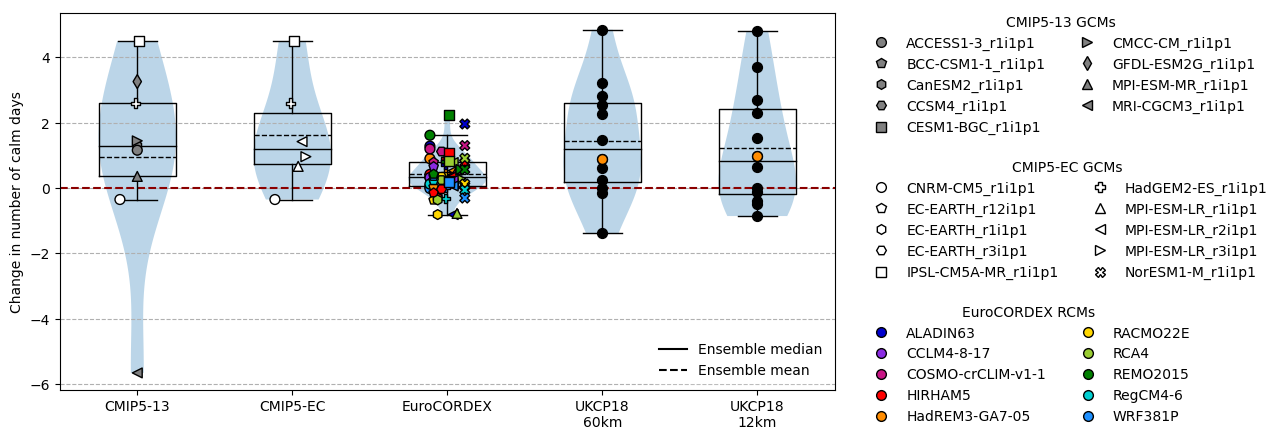 Change in number of calm days
4
2
0
−2
−4
−6
CMIP5-13
CMIP5-EC
EuroCORDEX
UKCP18
60km
UKCP18
12km
Ensemble median
Ensemble mean
CMIP5-13 GCMs
ACCESS1-3_r1i1p1
BCC-CSM1-1_r1i1p1
CanESM2_r1i1p1
CCSM4_r1i1p1
CESM1-BGC_r1i1p1
CMCC-CM_r1i1p1
GFDL-ESM2G_r1i1p1
MPI-ESM-MR_r1i1p1
MRI-CGCM3_r1i1p1
CMIP5-EC GCMs
CNRM-CM5_r1i1p1
EC-EARTH_r12i1p1
EC-EARTH_r1i1p1
EC-EARTH_r3i1p1
IPSL-CM5A-MR_r1i1p1
HadGEM2-ES_r1i1p1
MPI-ESM-LR_r1i1p1
MPI-ESM-LR_r2i1p1
MPI-ESM-LR_r3i1p1
NorESM1-M_r1i1p1
EuroCORDEX RCMs
ALADIN63
CCLM4-8-17
COSMO-crCLIM-v1-1
HIRHAM5
HadREM3-GA7-05
RACMO22E
RCA4
REMO2015
RegCM4-6
WRF381P